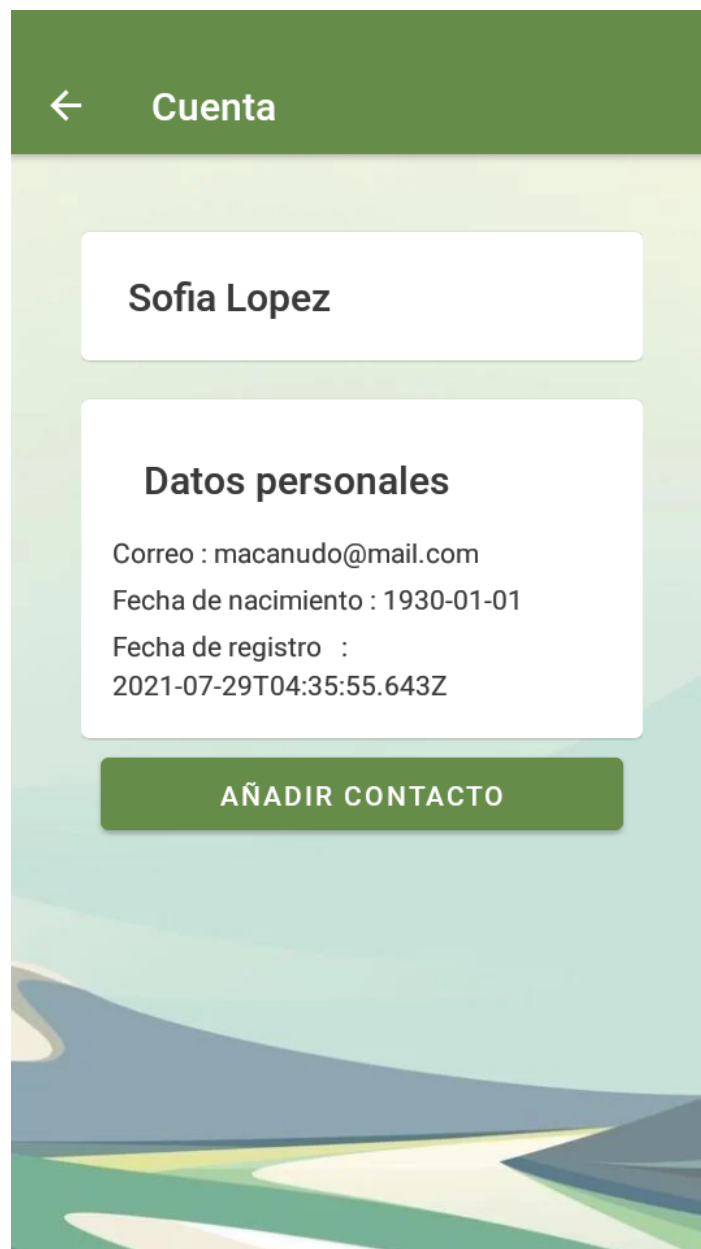 Cuenta
Sofia Lopez
Datos personales
Correo : macanudo@mail.com
Fecha de nacimiento : 1930-01-01
Fecha de registro :
2021-07-29T04:35:55.643Z
AÑADIR CONTACTO